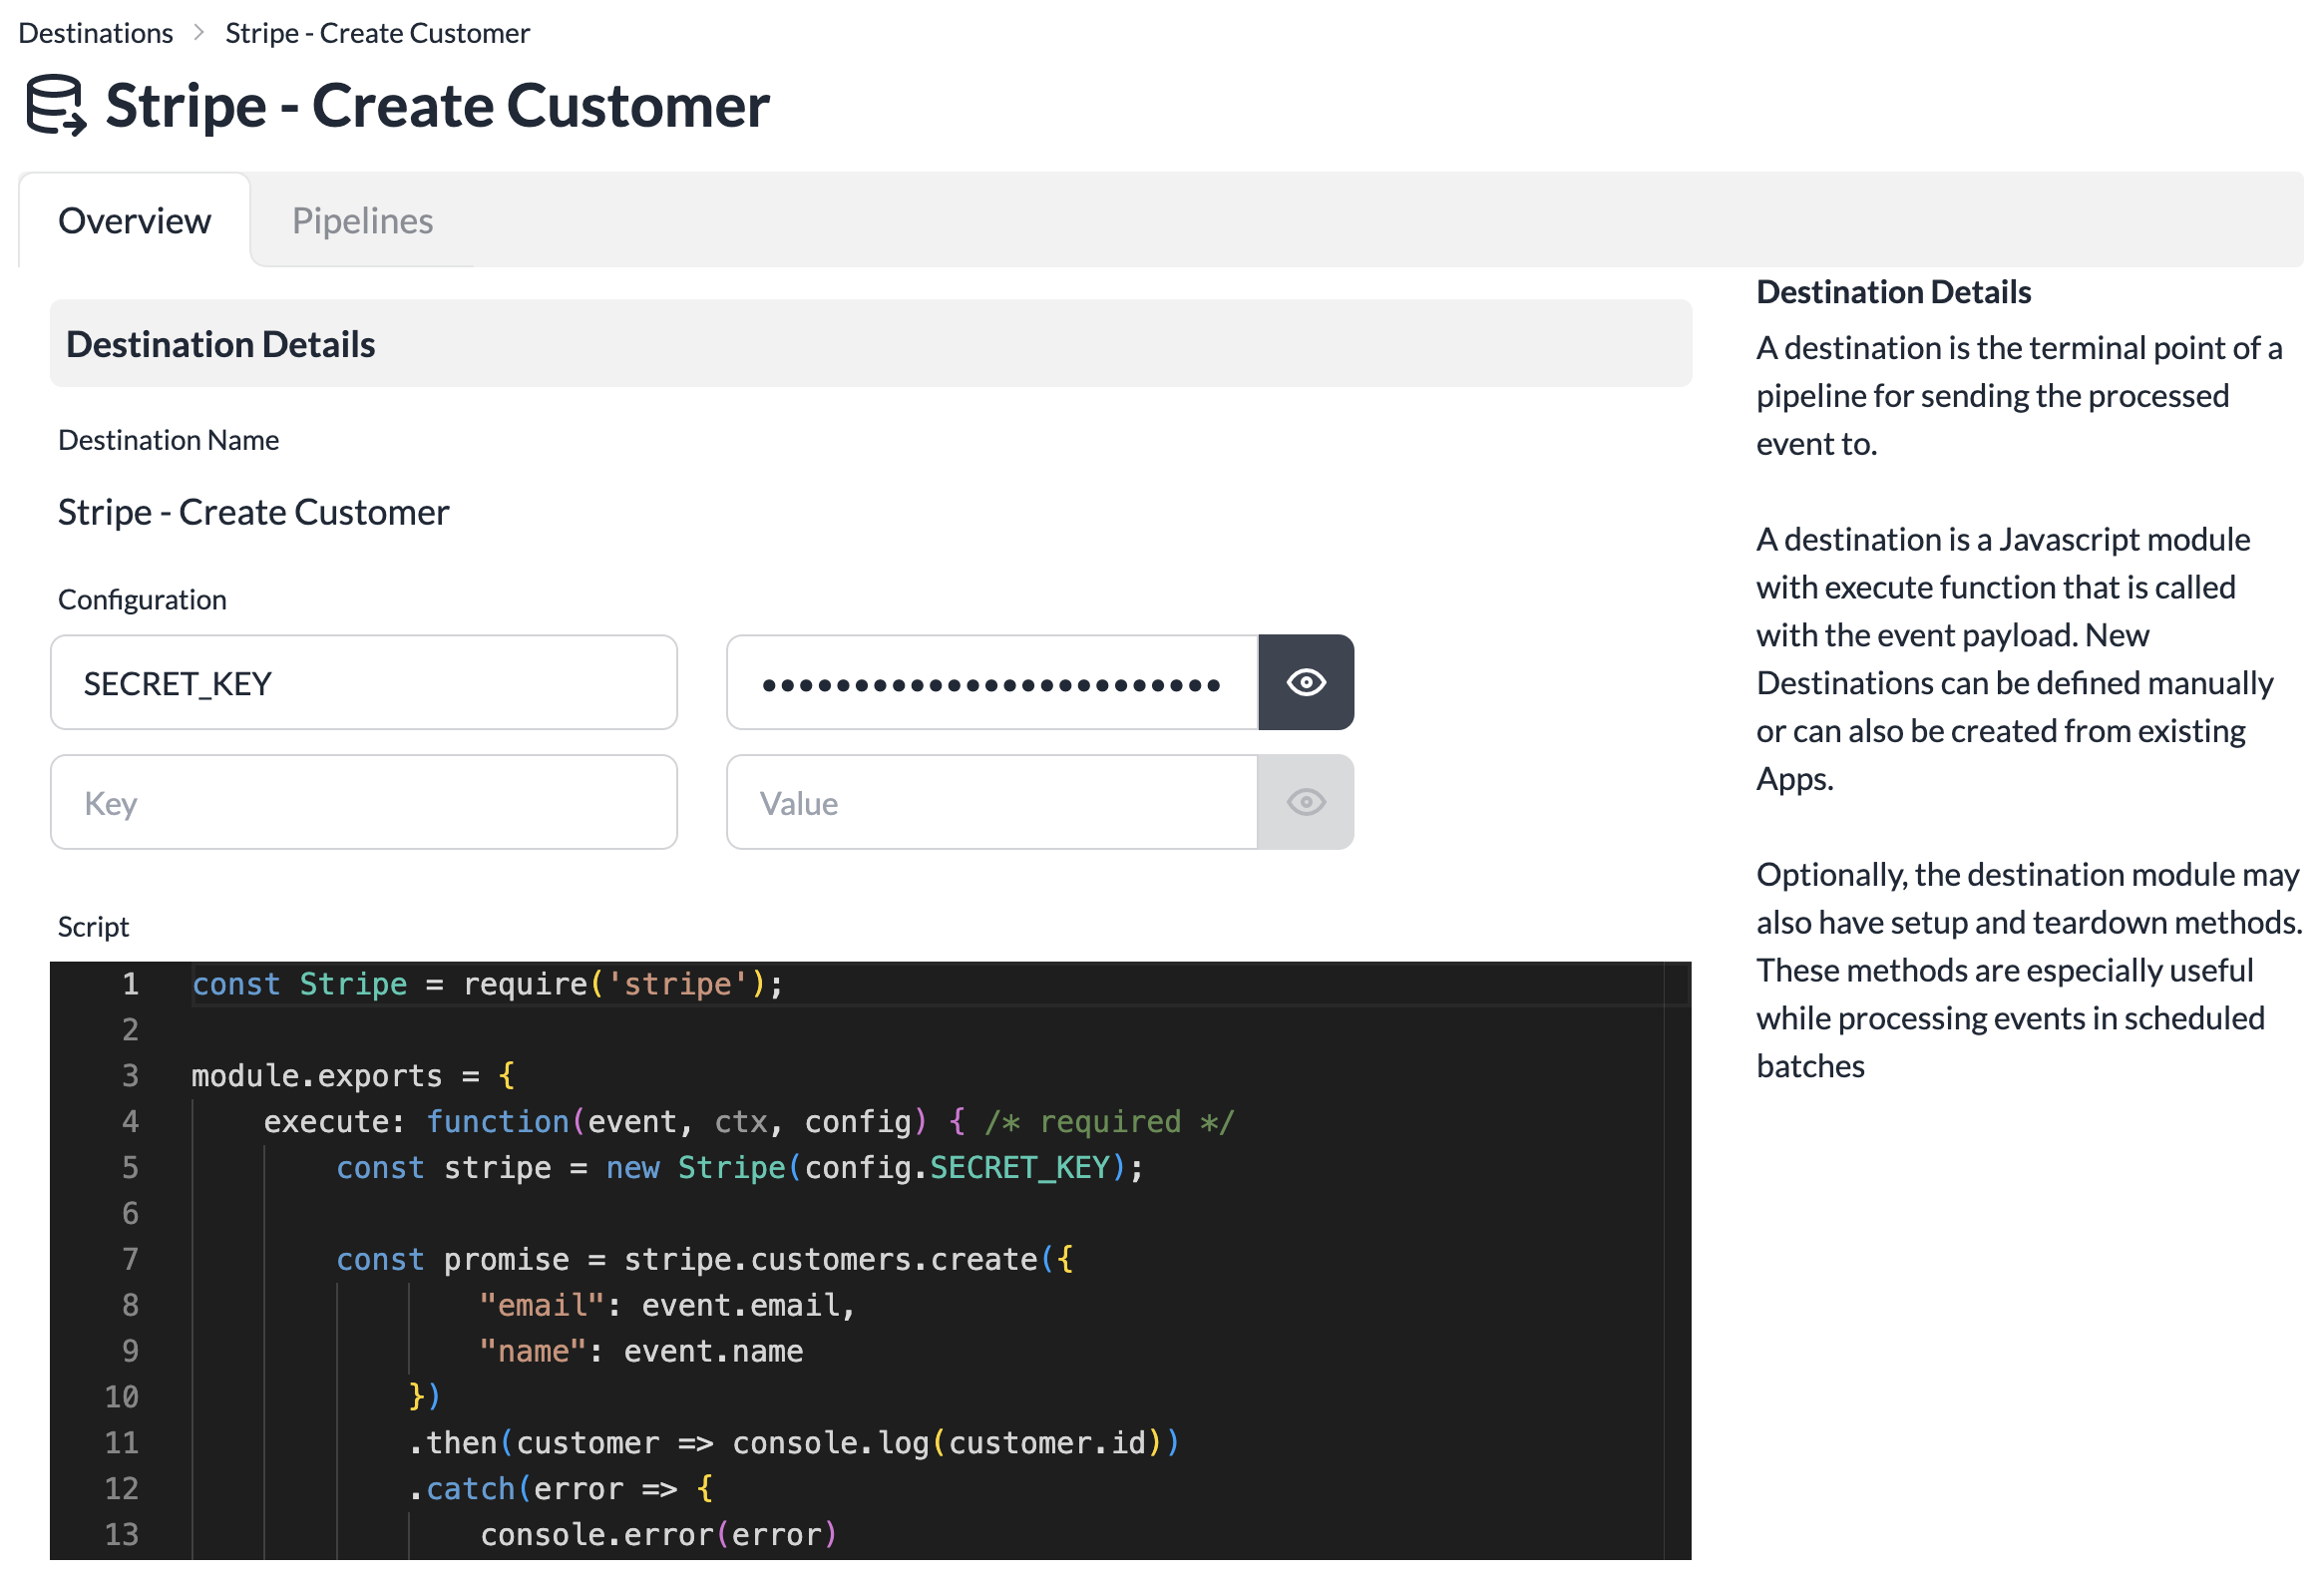 Destinations > Stripe - Create Customer
Stripe - Create Customer
Overview Pipelines
Destination Details
Destination Name
Stripe - Create Customer
Configuration
SECRET_KEY •••••••••••••••••••••••••
Key Value
Script
1 const Stripe = require('stripe');
2
3 module.exports = {
4     execute: function(event, ctx, config) { /* required */
5         const stripe = new Stripe(config.SECRET_KEY);
6
7         const promise = stripe.customers.create({
8                 "email": event.email,
9                 "name": event.name
10             })
11             .then(customer => console.log(customer.id))
12             .catch(error => {
13                 console.error(error)
Destination Details
A destination is the terminal point of a
pipeline for sending the processed
event to.
A destination is a Javascript module
with execute function that is called
with the event payload. New
Destinations can be defined manually
or can also be created from existing
Apps.
Optionally, the destination module may
also have setup and teardown methods.
These methods are especially useful
while processing events in scheduled
batches